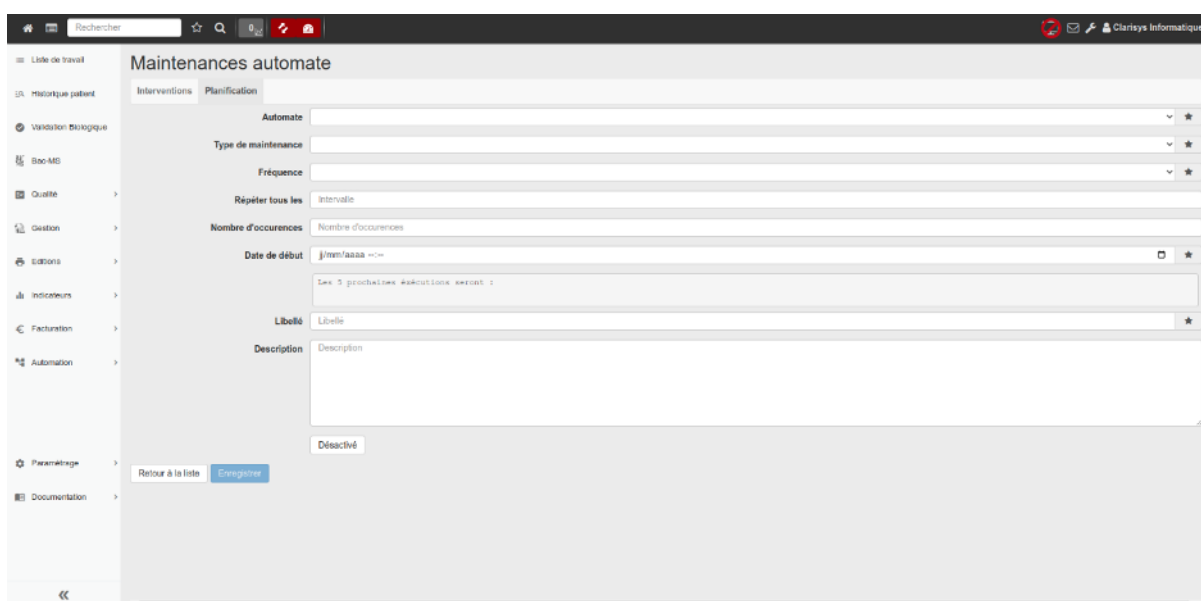 Rechercher
0
Clarisys Informatique
Liste de travail
Historique patient
Validation Biologique
Bac-MS
Qualité
Gestion
Editions
Indicateurs
Facturation
Automation
Paramétrage
Documentation
Maintenances automate
Interventions Planification
Automate
Type de maintenance
Fréquence
Répéter tous les Intervalle
Nombre d'occurences Nombre d'occurences
Date de début j/mm/aaaa --:--
Les 5 prochaines éxécutions seront :
Libellé Libellé
Description Description
Désactivé
Retour à la liste Enregistrer